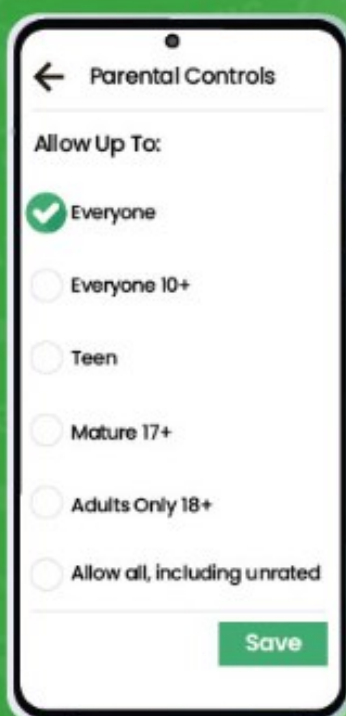 Parental Controls
Allow Up To:
Everyone
Everyone 10+
Teen
Mature 17+
Adults Only 18+
Allow all, including unrated
Save